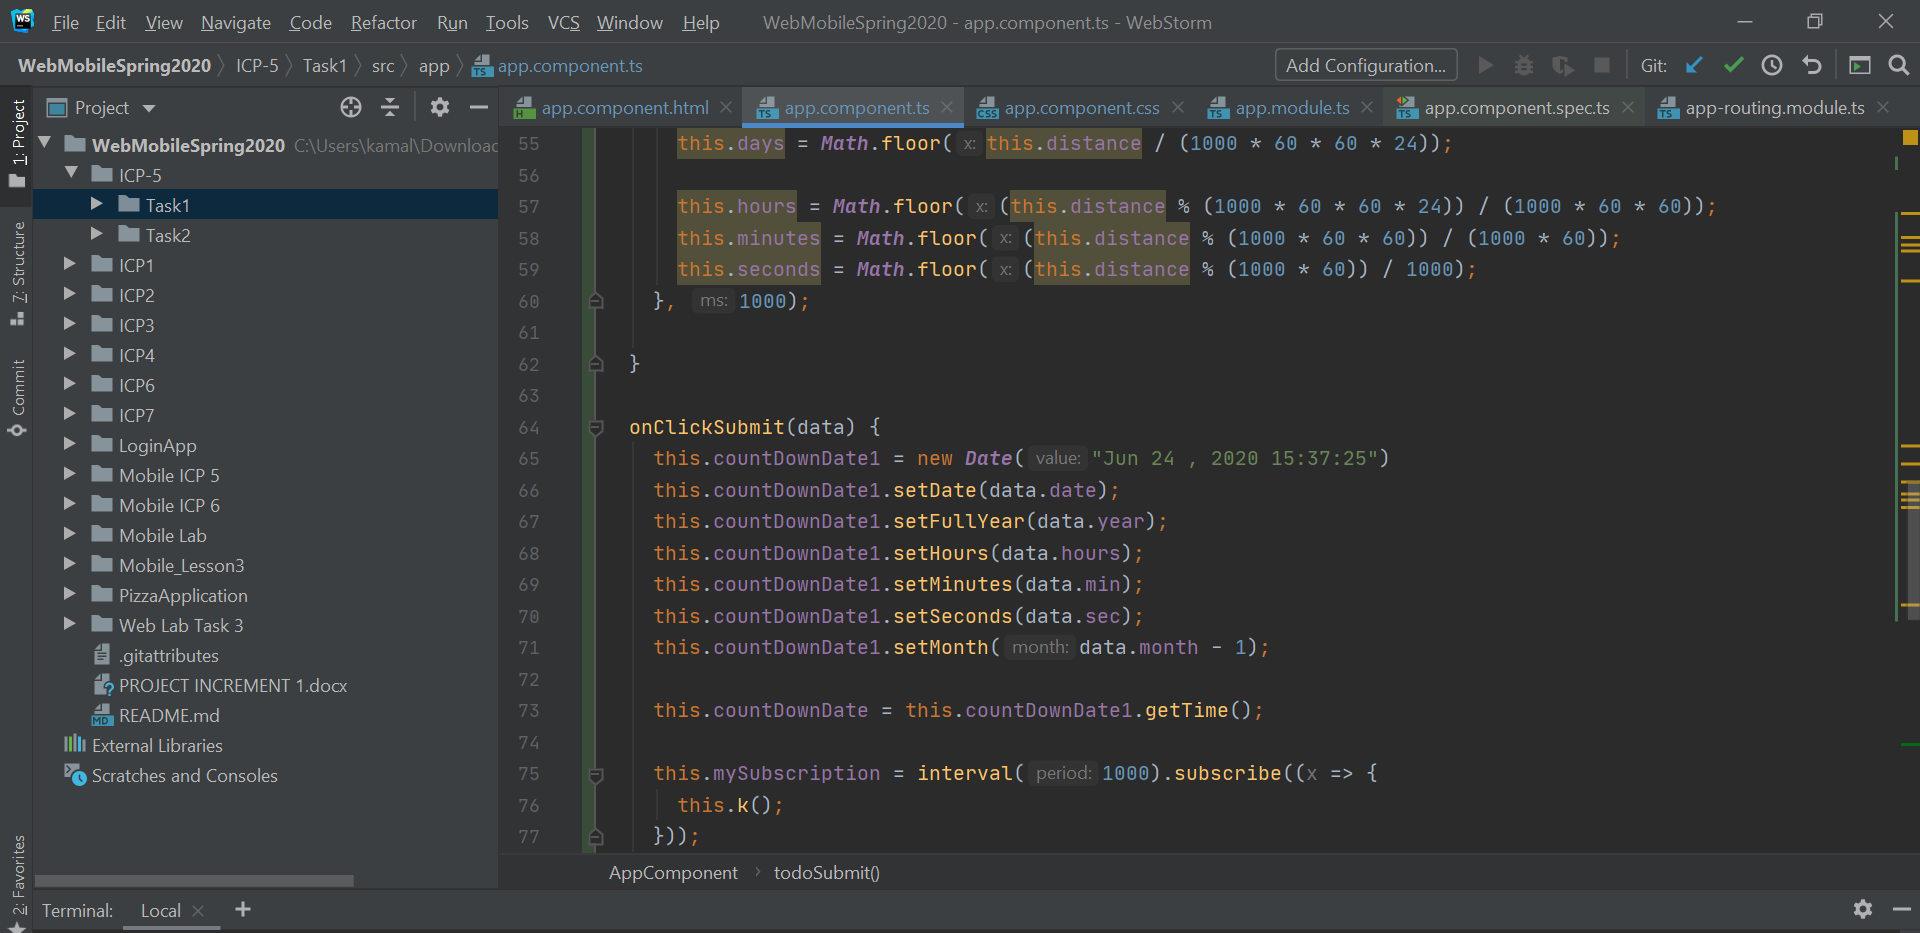 WS File Edit View Navigate Code Refactor Run Tools VCS Window Help WebMobileSpring2020 - app.component.ts - WebStorm
WebMobileSpring2020 ICP-5 Task1 src app TS app.component.ts Add Configuration... Git:
1: Project
7: Structure
Commit
2: Favorites
Project
WebMobileSpring2020 C:\Users\kamal\Downloac
ICP-5
Task1
Task2
ICP1
ICP2
ICP3
ICP4
ICP6
ICP7
LoginApp
Mobile ICP 5
Mobile ICP 6
Mobile Lab
Mobile_Lesson3
PizzaApplication
Web Lab Task 3
.gitattributes
PROJECT INCREMENT 1.docx
MD README.md
External Libraries
Scratches and Consoles
H app.component.html TS app.component.ts CSS app.component.css TS app.module.ts TS app.component.spec.ts TS app-routing.module.ts
55 this.days = Math.floor( x: this.distance / (1000 * 60 * 60 * 24));
56
57 this.hours = Math.floor( x: (this.distance % (1000 * 60 * 60 * 24)) / (1000 * 60 * 60));
58 this.minutes = Math.floor( x: (this.distance % (1000 * 60 * 60)) / (1000 * 60));
59 this.seconds = Math.floor( x: (this.distance % (1000 * 60)) / 1000);
60 }, ms: 1000);
61
62 }
63
64 onClickSubmit(data) {
65 this.countDownDate1 = new Date( value: "Jun 24 , 2020 15:37:25")
66 this.countDownDate1.setDate(data.date);
67 this.countDownDate1.setFullYear(data.year);
68 this.countDownDate1.setHours(data.hours);
69 this.countDownDate1.setMinutes(data.min);
70 this.countDownDate1.setSeconds(data.sec);
71 this.countDownDate1.setMonth( month: data.month - 1);
72
73 this.countDownDate = this.countDownDate1.getTime();
74
75 this.mySubscription = interval( period: 1000).subscribe((x => {
76 this.k();
77 }));
AppComponent › todoSubmit()
Terminal: Local +